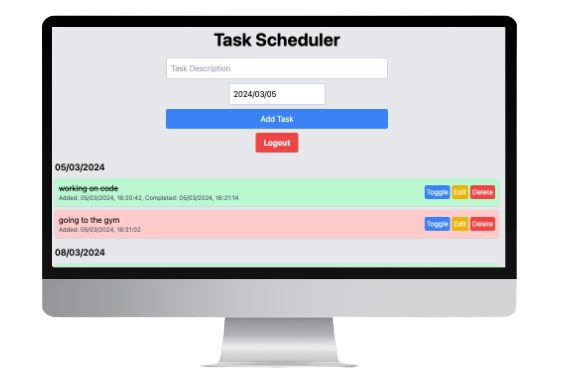 Task Scheduler
Task Description
2024/03/05
Add Task
Logout
05/03/2024
working on code
Toggle Edit Delete
Added: 05/03/2024, 16:20:42, Completed: 05/03/2024, 16:21:14
going to the gym
Toggle Edit Delete
Added: 05/03/2024, 16:21:02
08/03/2024